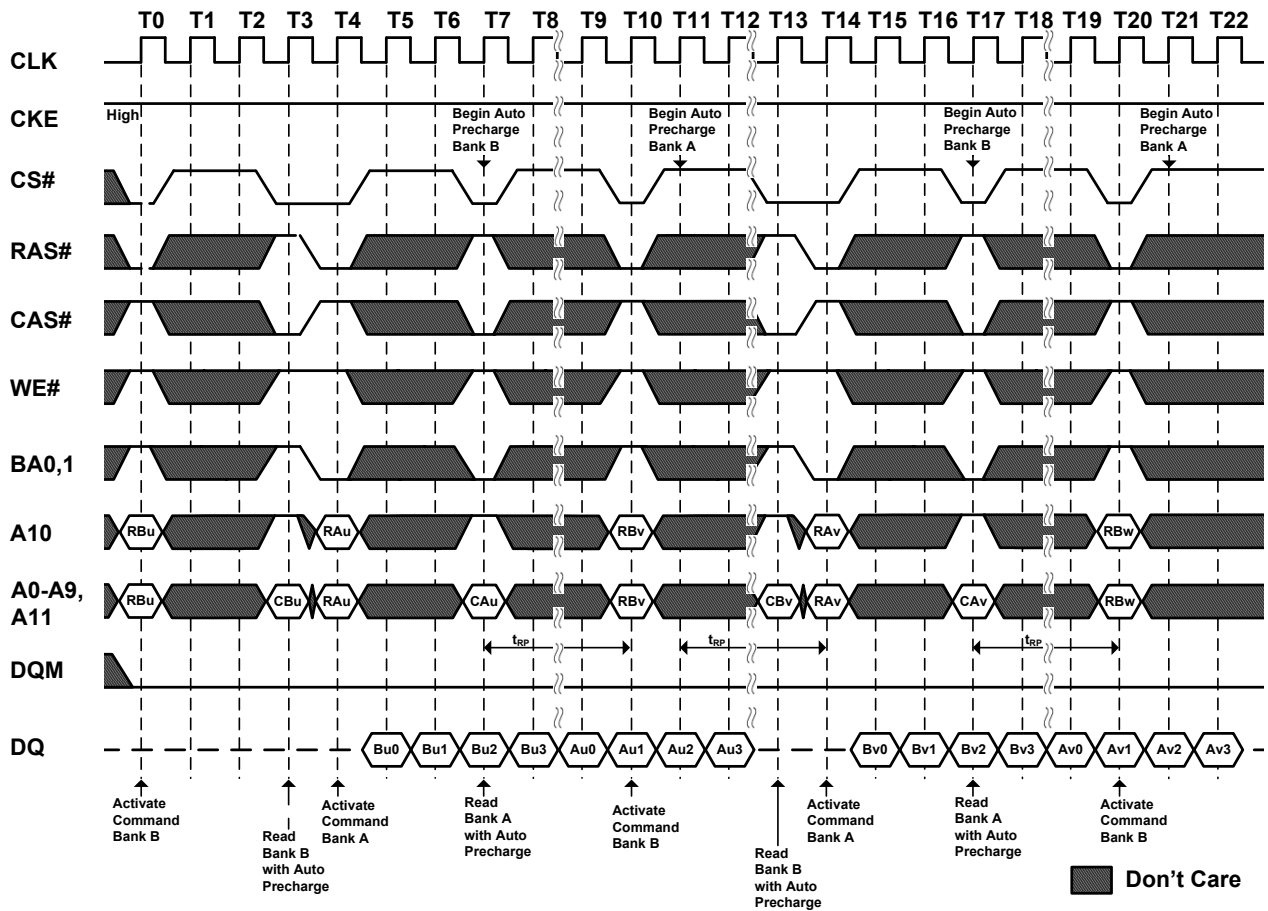 T0 T1 T2 T3 T4 T5 T6 T7 T8 T9 T10 T11 T12 T13 T14 T15 T16 T17 T18 T19 T20 T21 T22
CLK
CKE
High
Begin Auto
Precharge
Bank B
Begin Auto
Precharge
Bank A
Begin Auto
Precharge
Bank B
Begin Auto
Precharge
Bank A
CS#
RAS#
CAS#
WE#
BA0,1
A10
RBu RAu RBv RAv RBw
A0-A9,
A11
RBu CBu RAu CAu RBv CBv RAv CAv RBw
tRP tRP tRP
DQM
DQ
Bu0 Bu1 Bu2 Bu3 Au0 Au1 Au2 Au3 Bv0 Bv1 Bv2 Bv3 Av0 Av1 Av2 Av3
Activate
Command
Bank B
Read
Bank B
with Auto
Precharge
Activate
Command
Bank A
Read
Bank A
with Auto
Precharge
Activate
Command
Bank B
Read
Bank B
with Auto
Precharge
Activate
Command
Bank A
Read
Bank A
with Auto
Precharge
Activate
Command
Bank B
Don't Care